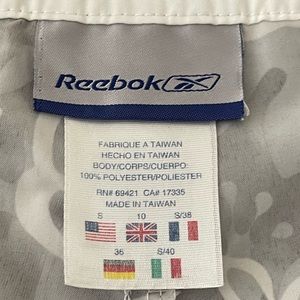 Reebok
FABRIQUE A TAIWAN
HECHO EN TAIWAN
BODY/CORPS/CUERPO:
100% POLYESTER/POLIESTER
RN# 69421 CA# 17335
MADE IN TAIWAN
S 10 S/38
36 S/40